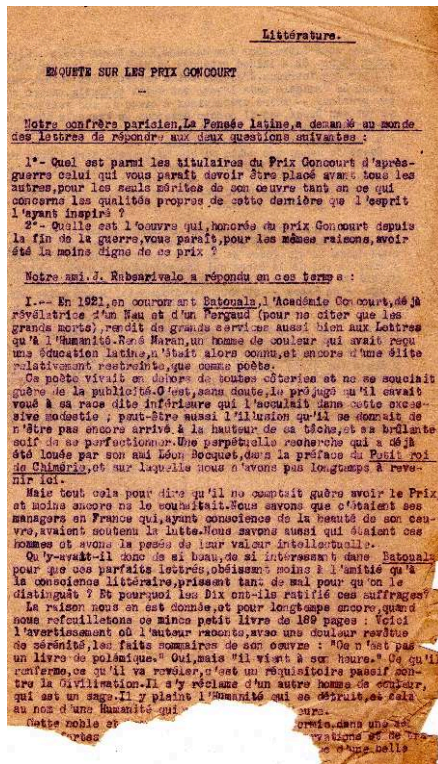 Littérature.
ENQUETE SUR LES PRIX GONCOURT
Notre confrère parisien,La Pensée latine,a demandé au monde
des lettres de répondre aux deux questions suivantes :
1°- Quel est parmi les titulaires du Prix Goncourt d'après-
guerre celui qui vous paraît devoir être placé avant tous les
autres,pour les seuls mérites de son oeuvre tant en ce qui
concerne les qualités propres de cette dernière que l'esprit
l'ayant inspiré ?
2°- Quelle est l'oeuvre qui,honorée du prix Goncourt depuis
la fin de la guerre,vous paraît,pour les mêmes raisons,avoir
été la moins digne de ce prix ?
Notre ami J. Rabearivelo a répondu en ces termes :
I.-- En 1921,en couronnant Batouala,l'Académie Goncourt,déjà
révélatrice d'un Nau et d'un Pergaud (pour ne citer que les
grands morts),rendit de grands services aussi bien aux Lettres
qu'à l'Humanité.René Maran,un homme de couleur qui avait reçu
une éducation latine,n'était alors connu,et encore d'une élite
relativement restreinte,que comme poète.
Ce poète vivait en dehors de toutes côteries et ne se souciait
guère de la publicité.C'est,sans doute,le préjugé qu'il savait
voué à sa race dite inférieure qui l'acculait dans cette exces-
sive modestie ; peut-être aussi l'illusion qu'il se donnait de
n'être pas encore arrivé à la hauteur de sa tâche,et sa brûlante
soif de se perfectionner.Une perpétuelle recherche qui a déjà
été louée par son ami Léon Bocquet,dans la préface du Petit roi
de Chimérie,et sur laquelle nous n'avons pas longtemps à reve-
nir ici.
Mais tout cela pour dire qu'il ne comptait guère avoir le Prix
et moins encore ne le souhaitait.Nous savons que c'étaient ses
managers en France qui,ayant conscience de la beauté de son oeu-
vre,avaient soutenu la lutte.Nous savons aussi qui étaient ces
hommes et avons la pesée de leur valeur intellectuelle.
Qu'y-avait-il donc de si beau,de si intéressant dans Batouala
pour que ces parfaits lettrés,obéissant moins à l'amitié qu'à
la conscience littéraire,prissent tant de mal pour qu'on le
distinguât ? Et pourquoi les Dix ont-ils ratifié ces suffrages?
La raison nous en est donnée,et pour longtemps encore,quand
nous refeuilletons ce mince petit livre de 189 pages : Voici
l'avertissement où l'auteur raconte,avec une douleur revêtue
de sérénité,les faits sommaires de son oeuvre : "Ce n'est pas
un livre de polémique." Oui,mais "il vient à son heure." Ce qu'il
renferme,ce qu'il va révéler,c'est un réquisitoire passif con-
tre la Civilisation.Il s'y réclame d'un autre homme de couleur,
qui est un sage.Il y plaint l'Humanité qui se détruit,et cela
au nom d'une Humanité qui
Cette noble et dans une
fortes vations et de
d'une